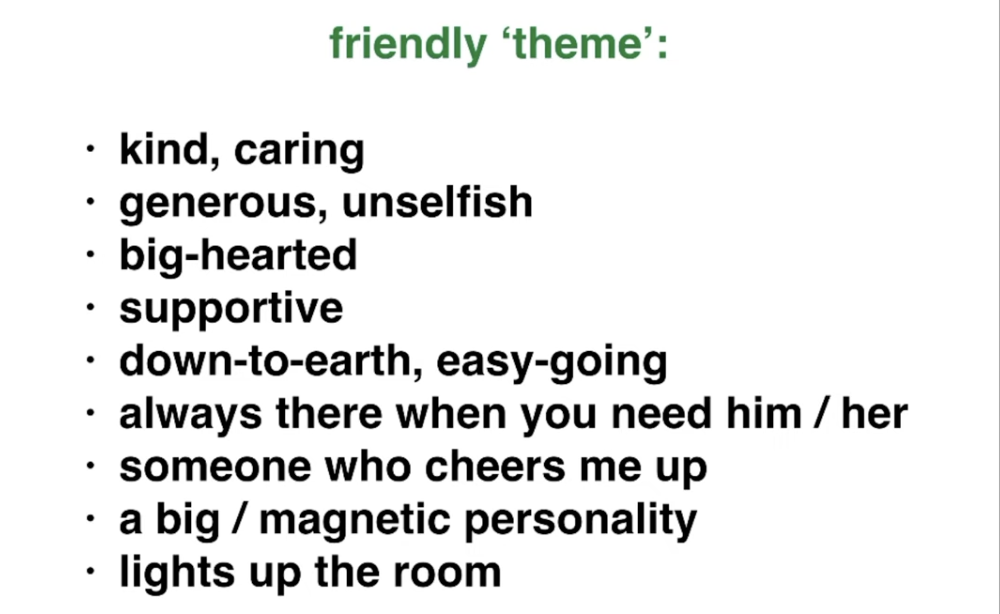 friendly ‘theme’:
· kind, caring
· generous, unselfish
· big-hearted
· supportive
· down-to-earth, easy-going
· always there when you need him / her
· someone who cheers me up
· a big / magnetic personality
· lights up the room